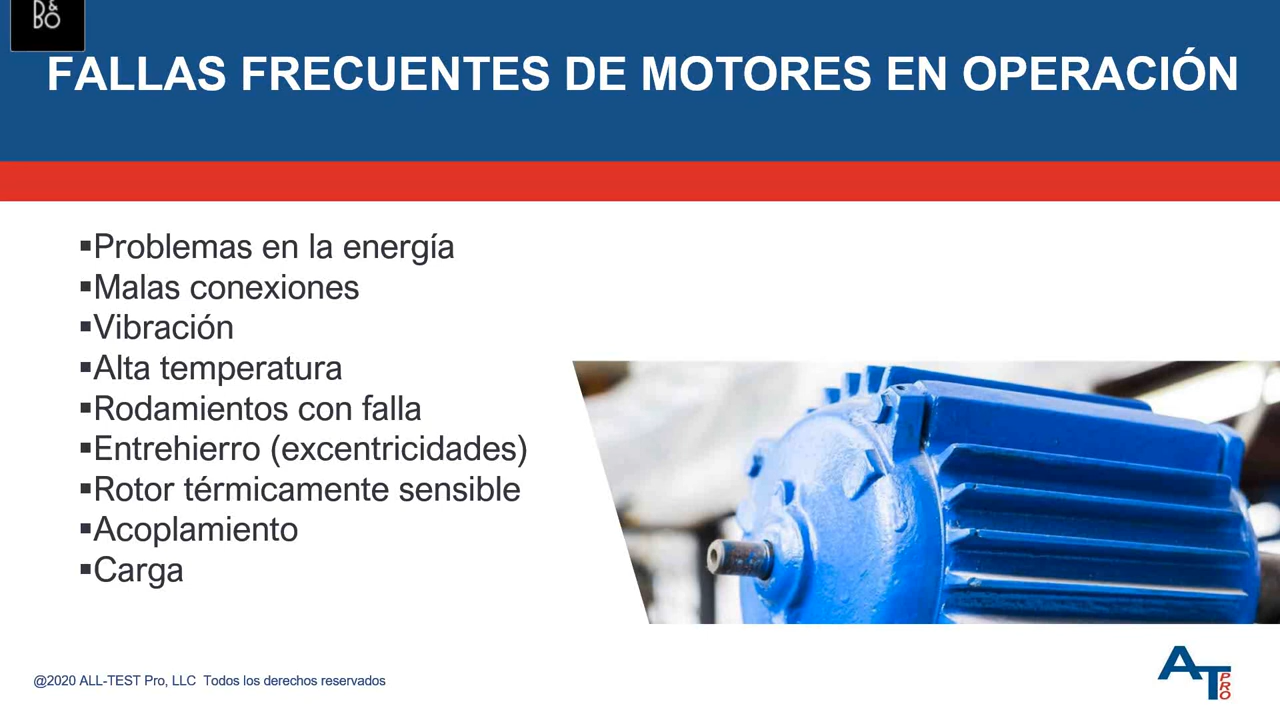 B&O
FALLAS FRECUENTES DE MOTORES EN OPERACIÓN
▪Problemas en la energía
▪Malas conexiones
▪Vibración
▪Alta temperatura
▪Rodamientos con falla
▪Entrehierro (excentricidades)
▪Rotor térmicamente sensible
▪Acoplamiento
▪Carga
@2020 ALL-TEST Pro, LLC Todos los derechos reservados
AT
PRO